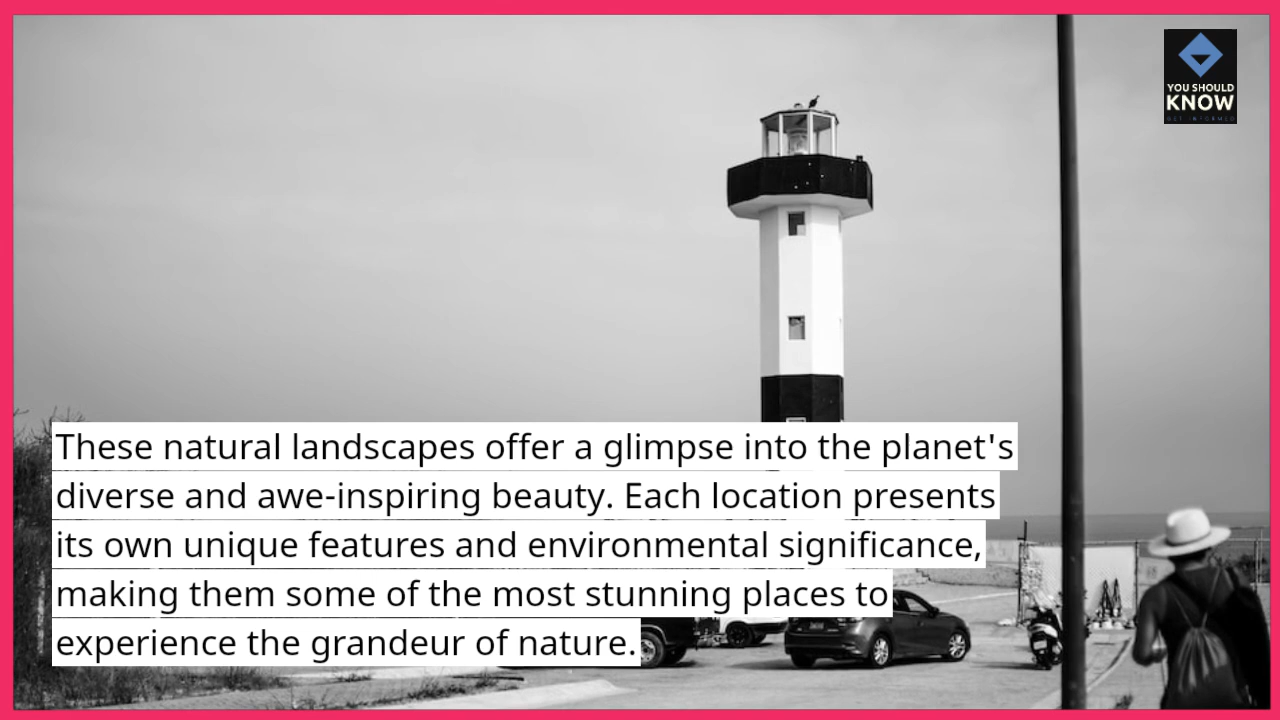 YOU SHOULD
KNOW
GET INFORMED
These natural landscapes offer a glimpse into the planet's
diverse and awe-inspiring beauty. Each location presents
its own unique features and environmental significance,
making them some of the most stunning places to
experience the grandeur of nature.